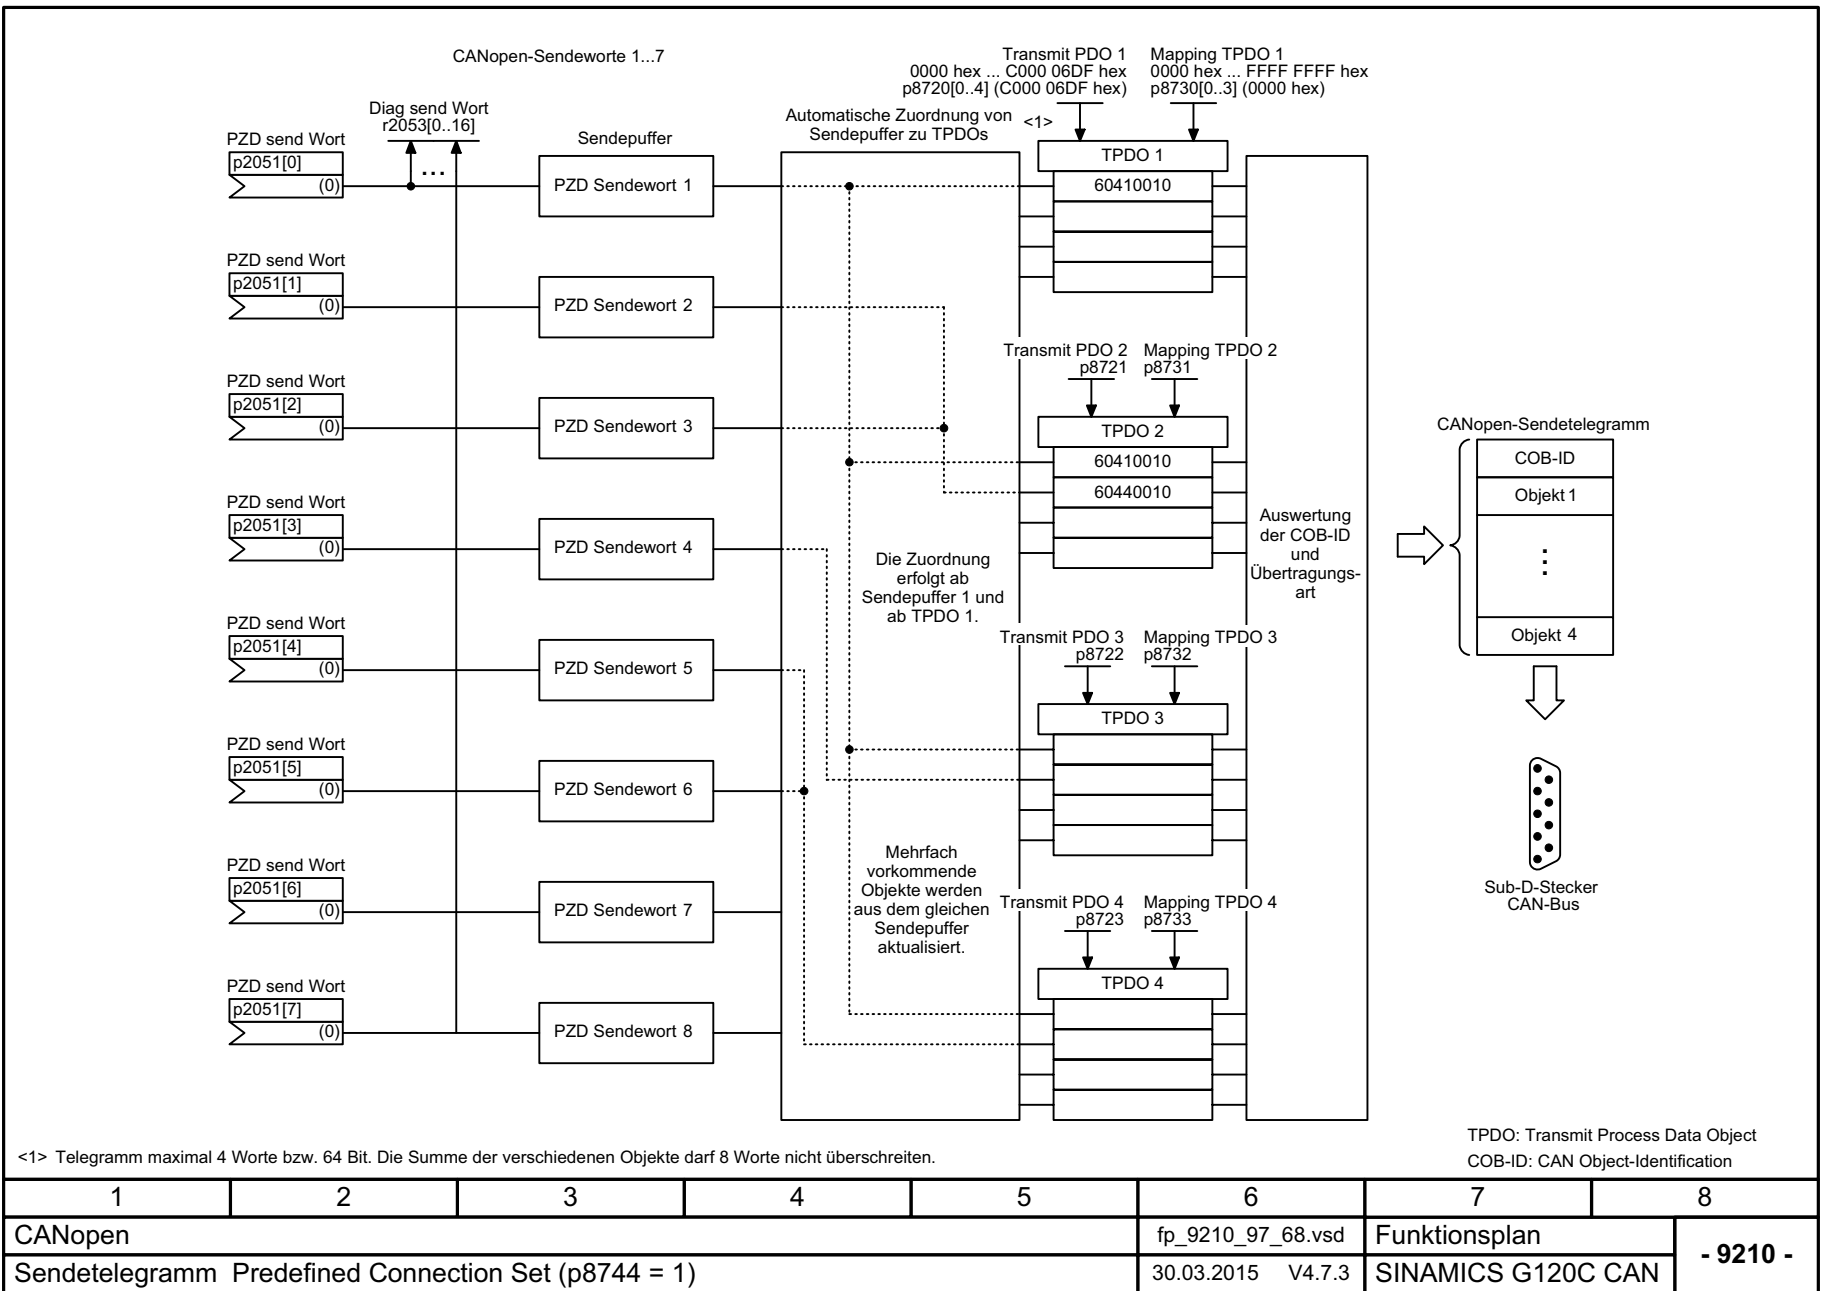 CANopen-Sendeworte 1...7
Transmit PDO 1
0000 hex ... C000 06DF hex
p8720[0..4] (C000 06DF hex)
Mapping TPDO 1
0000 hex ... FFFF FFFF hex
p8730[0..3] (0000 hex)
Diag send Wort
r2053[0..16]
...
Sendepuffer
Automatische Zuordnung von
Sendepuffer zu TPDOs
<1>
PZD send Wort
p2051[0]
(0)
PZD Sendewort 1
TPDO 1
60410010
PZD send Wort
p2051[1]
(0)
PZD Sendewort 2
Transmit PDO 2
p8721
Mapping TPDO 2
p8731
PZD send Wort
p2051[2]
(0)
PZD Sendewort 3
TPDO 2
60410010
60440010
PZD send Wort
p2051[3]
(0)
PZD Sendewort 4
Die Zuordnung
erfolgt ab
Sendepuffer 1 und
ab TPDO 1.
Auswertung
der COB-ID
und
Übertragungs-
art
CANopen-Sendetelegramm
COB-ID
Objekt 1
...
Objekt 4
PZD send Wort
p2051[4]
(0)
PZD Sendewort 5
Transmit PDO 3
p8722
Mapping TPDO 3
p8732
TPDO 3
PZD send Wort
p2051[5]
(0)
PZD Sendewort 6
PZD send Wort
p2051[6]
(0)
PZD Sendewort 7
Mehrfach
vorkommende
Objekte werden
aus dem gleichen
Sendepuffer
aktualisiert.
Transmit PDO 4
p8723
Mapping TPDO 4
p8733
TPDO 4
Sub-D-Stecker
CAN-Bus
PZD send Wort
p2051[7]
(0)
PZD Sendewort 8
TPDO: Transmit Process Data Object
COB-ID: CAN Object-Identification
<1> Telegramm maximal 4 Worte bzw. 64 Bit. Die Summe der verschiedenen Objekte darf 8 Worte nicht überschreiten.
1 2 3 4 5 6 7 8
CANopen
fp_9210_97_68.vsd
Funktionsplan
- 9210 -
Sendetelegramm Predefined Connection Set (p8744 = 1)
30.03.2015 V4.7.3
SINAMICS G120C CAN